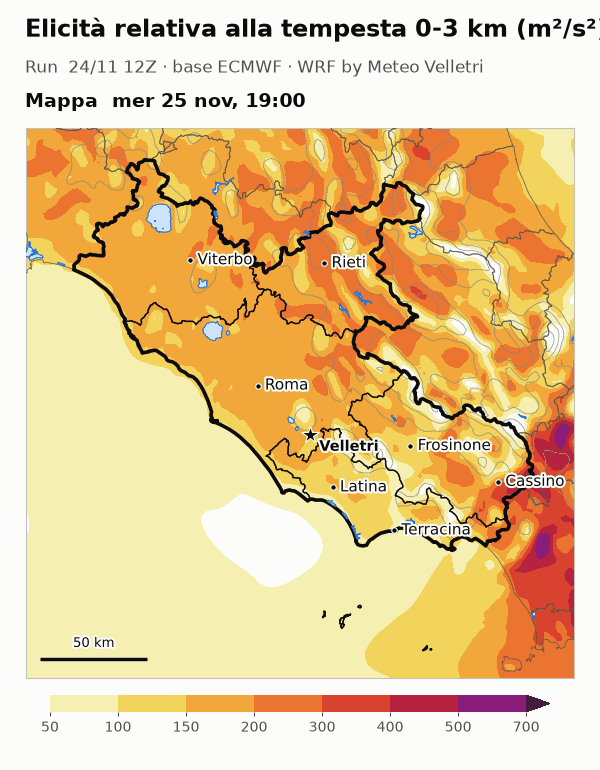 Elicità relativa alla tempesta 0-3 km (m²/s²)
Run  24/11 12Z · base ECMWF · WRF by Meteo Velletri
Mappa  mer 25 nov, 19:00
Viterbo
Rieti
Roma
Velletri
Frosinone
Latina
Cassino
Terracina
50 km
50 100 150 200 300 400 500 700